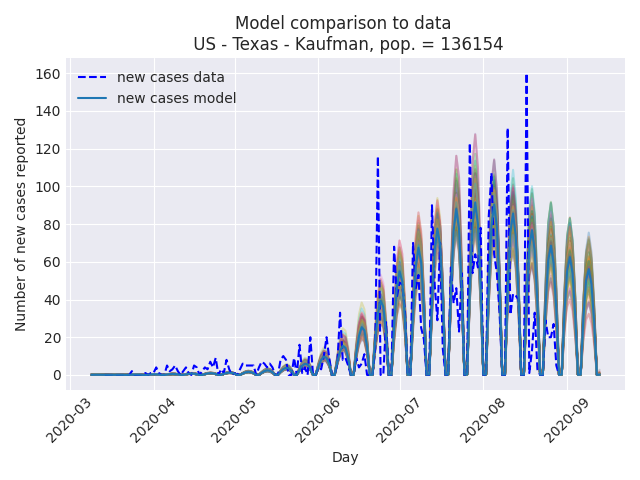 Model comparison to data
US - Texas - Kaufman, pop. = 136154
new cases data
new cases model
Number of new cases reported
160
140
120
100
80
60
40
20
0
2020-03
2020-04
2020-05
2020-06
2020-07
2020-08
2020-09
Day